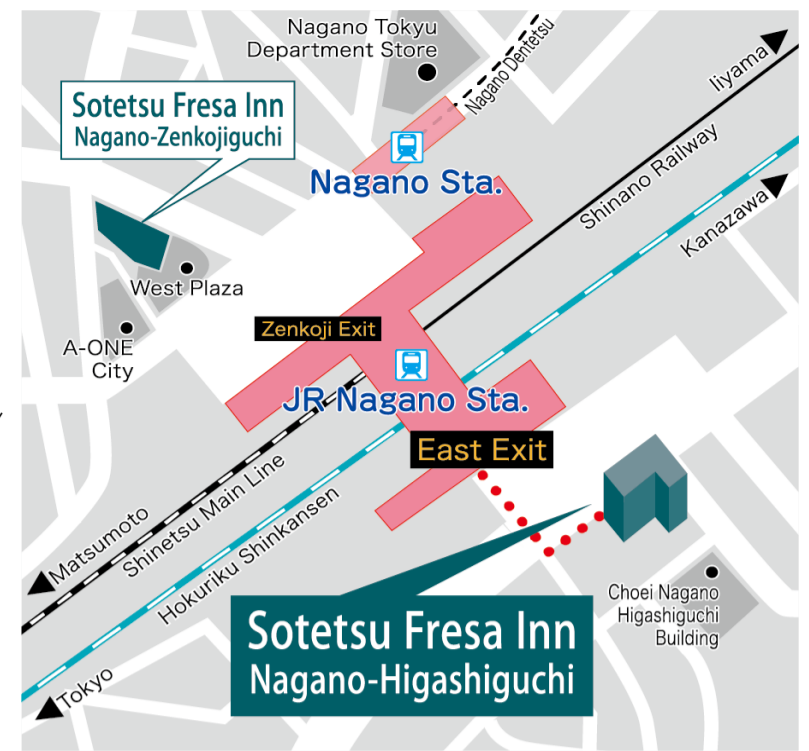 Nagano Tokyu
Department Store
Nagano Dentetsu
Iiyama
Sotetsu Fresa Inn
Nagano-Zenkojiguchi
Nagano Sta.
Shinano Railway
Kanazawa
West Plaza
Zenkoji Exit
A-ONE
City
JR Nagano Sta.
East Exit
Matsumoto
Shinetsu Main Line
Hokuriku Shinkansen
Choei Nagano
Higashiguchi
Building
Sotetsu Fresa Inn
Nagano-Higashiguchi
Tokyo